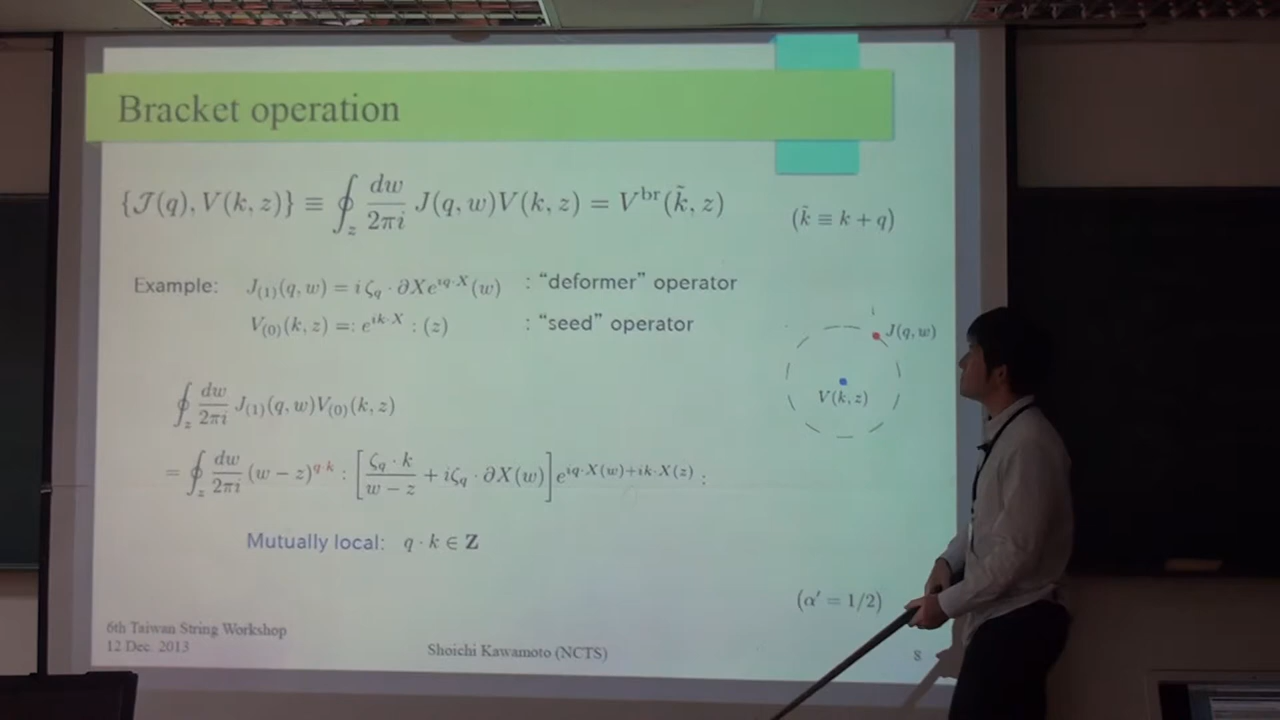 Bracket operation
{𝒥(q), V(k, z)} ≡ ∮_z dw/2πi J(q, w)V(k, z) = V^br(k̃, z)
(k̃ ≡ k + q)
Example: J_(1)(q, w) = i ζ_q · ∂X e^{iq·X}(w) : “deformer” operator
V_(0)(k, z) =: e^{ik·X} : (z) : “seed” operator
J(q, w)
V(k, z)
∮_z dw/2πi J_(1)(q, w)V_(0)(k, z)
= ∮_z dw/2πi (w − z)^{q·k} : [ζ_q · k/w − z + iζ_q · ∂X(w)] e^{iq·X(w)+ik·X(z)} :
Mutually local: q · k ∈ Z
(α′ = 1/2)
6th Taiwan String Workshop
12 Dec. 2013
Shoichi Kawamoto (NCTS)
8